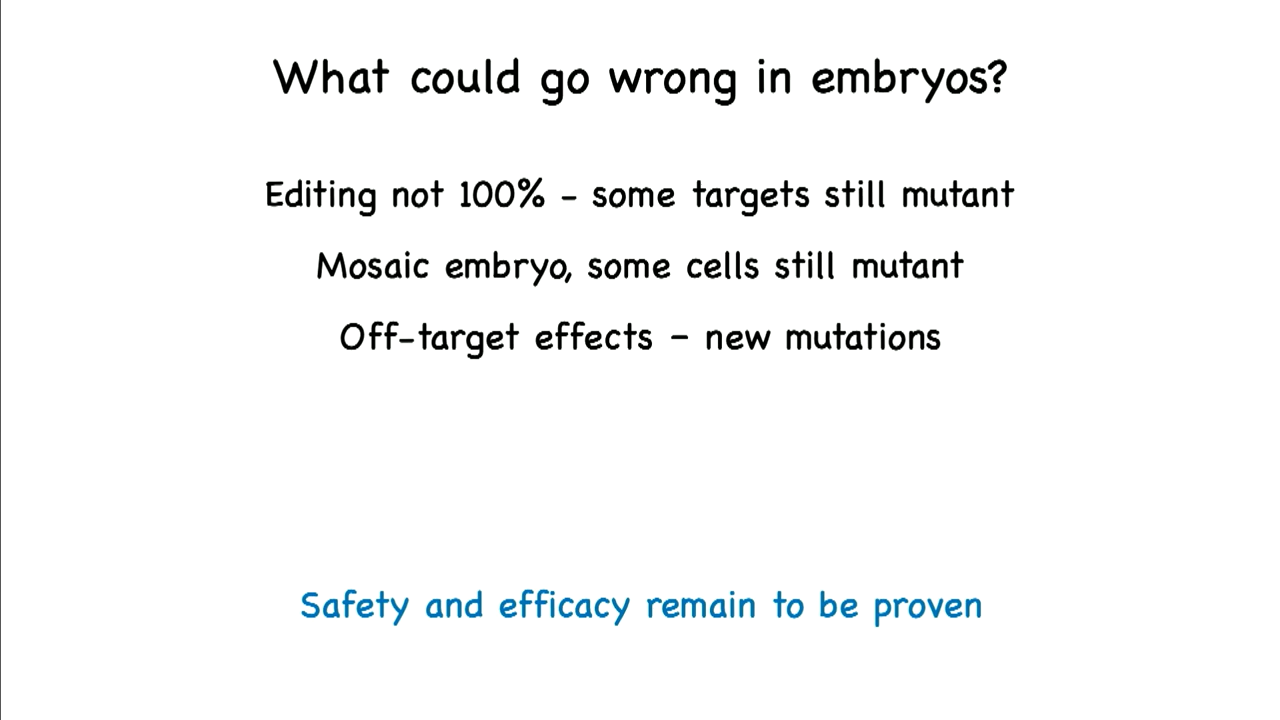 What could go wrong in embryos?
Editing not 100% - some targets still mutant
Mosaic embryo, some cells still mutant
Off-target effects – new mutations
Safety and efficacy remain to be proven